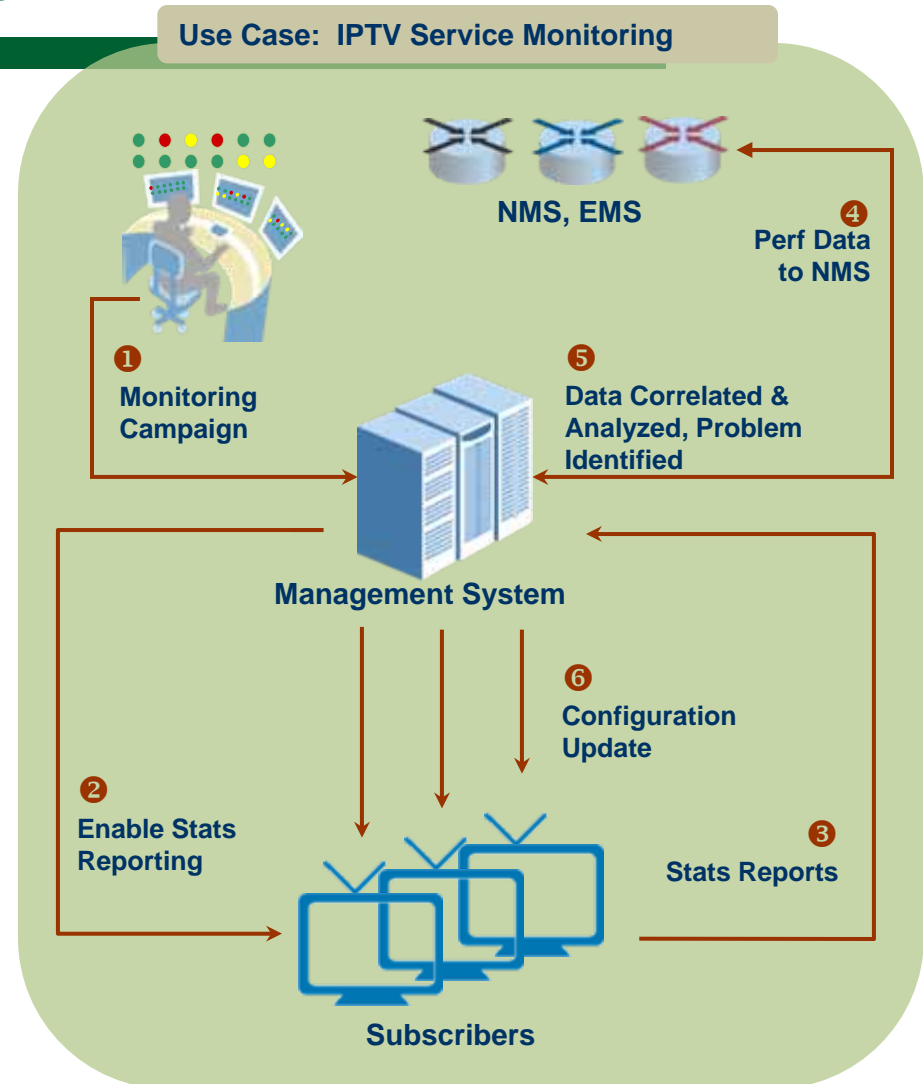 Use Case: IPTV Service Monitoring
NMS, EMS
❹
Perf Data
to NMS
❶
Monitoring
Campaign
❺
Data Correlated &
Analyzed, Problem
Identified
Management System
❻
Configuration
Update
❷
Enable Stats
Reporting
❸
Stats Reports
Subscribers